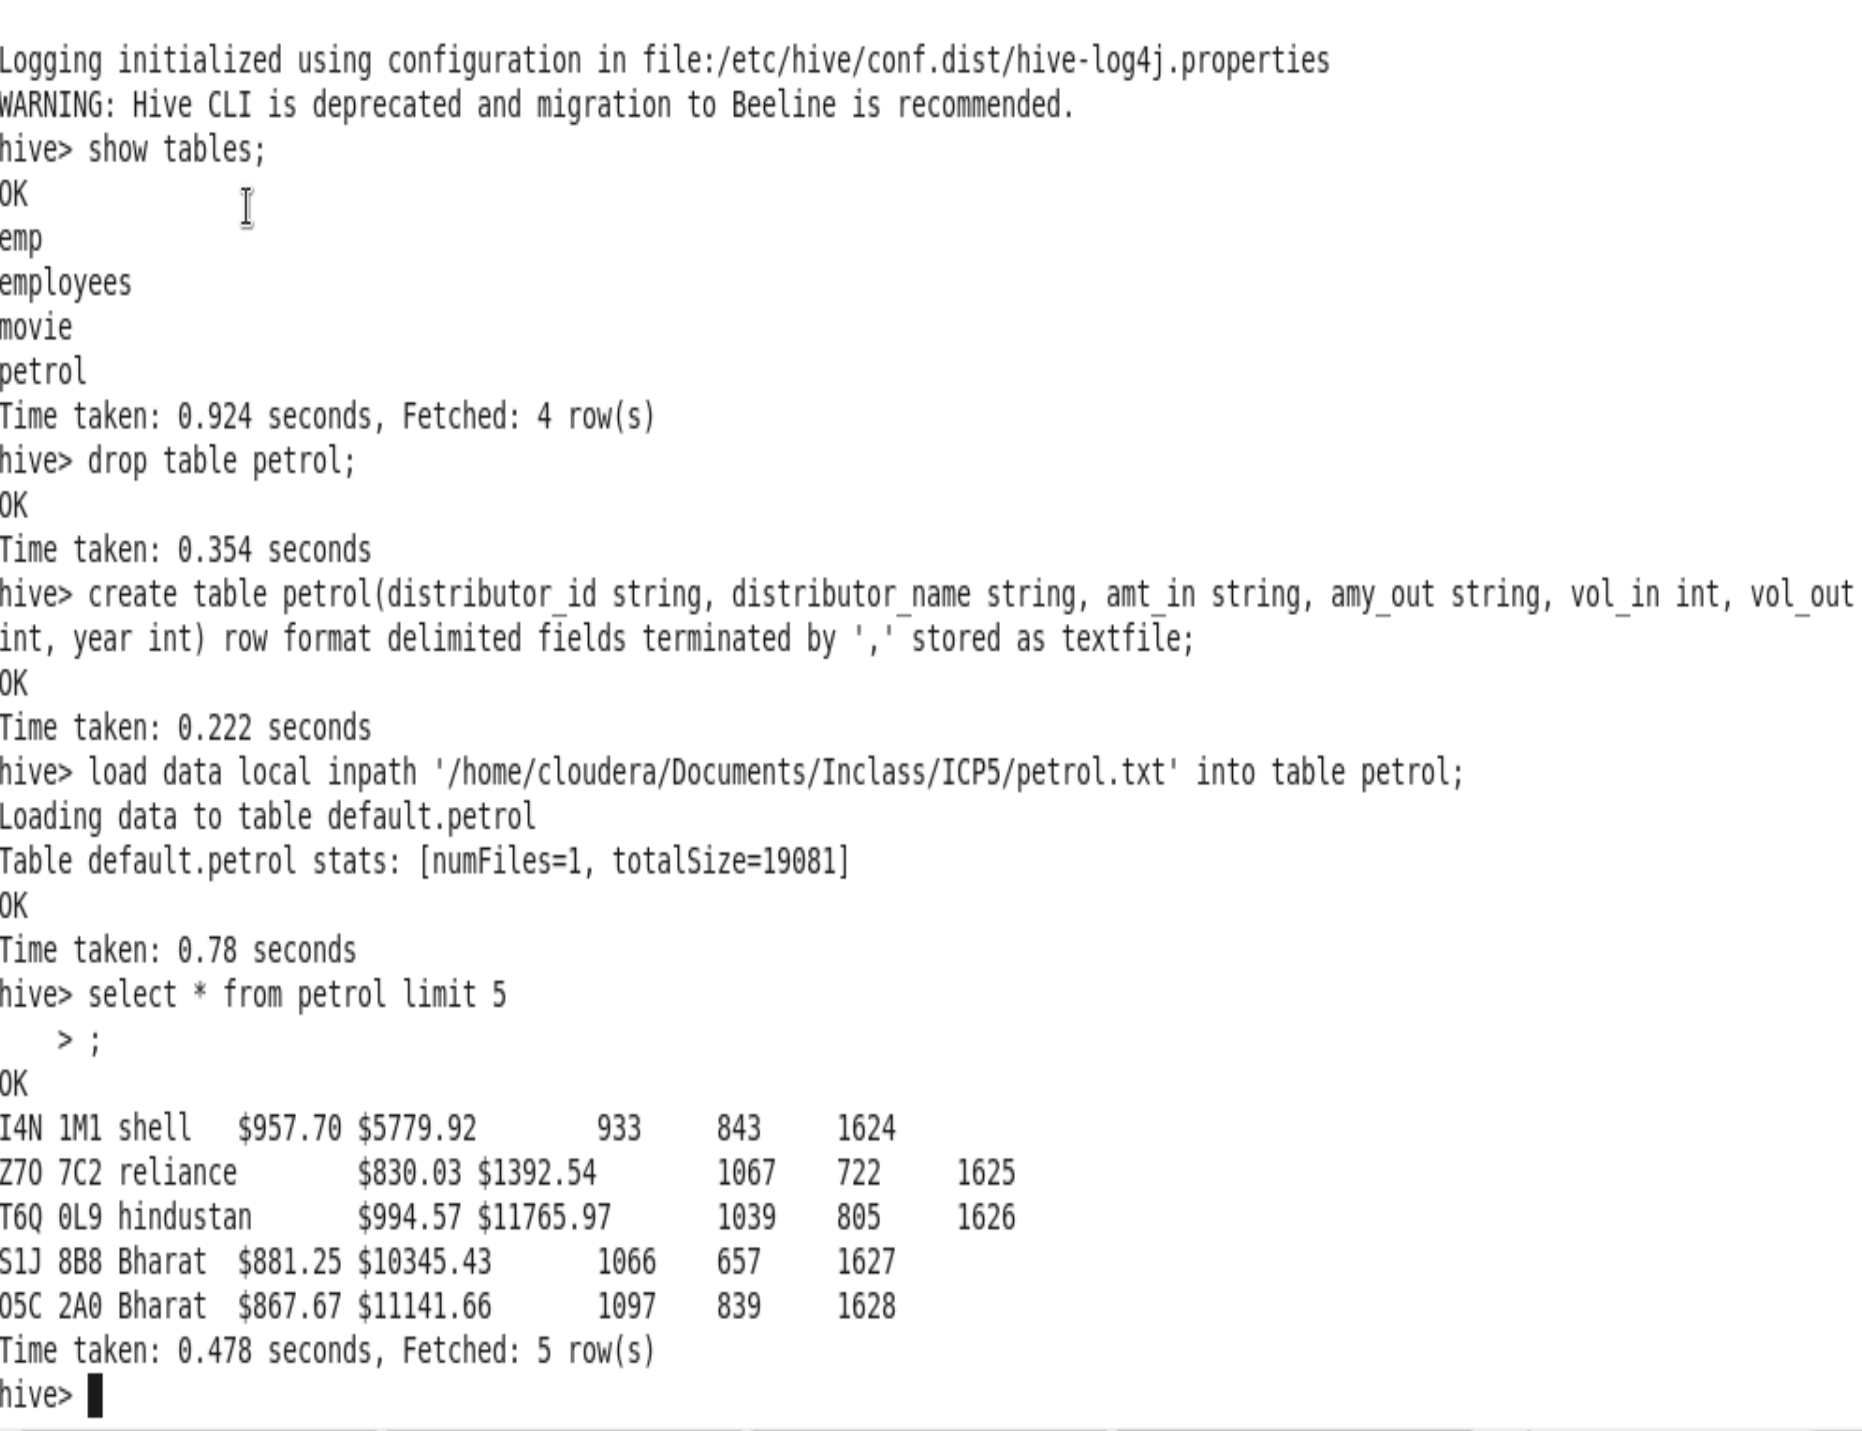 Logging initialized using configuration in file:/etc/hive/conf.dist/hive-log4j.properties
WARNING: Hive CLI is deprecated and migration to Beeline is recommended.
hive> show tables;
OK
emp
employees
movie
petrol
Time taken: 0.924 seconds, Fetched: 4 row(s)
hive> drop table petrol;
OK
Time taken: 0.354 seconds
hive> create table petrol(distributor_id string, distributor_name string, amt_in string, amy_out string, vol_in int, vol_out
int, year int) row format delimited fields terminated by ',' stored as textfile;
OK
Time taken: 0.222 seconds
hive> load data local inpath '/home/cloudera/Documents/Inclass/ICP5/petrol.txt' into table petrol;
Loading data to table default.petrol
Table default.petrol stats: [numFiles=1, totalSize=19081]
OK
Time taken: 0.78 seconds
hive> select * from petrol limit 5
    > ;
OK
I4N 1M1 shell   $957.70 $5779.92        933     843     1624
Z7O 7C2 reliance        $830.03 $1392.54        1067    722     1625
T6Q 0L9 hindustan       $994.57 $11765.97       1039    805     1626
S1J 8B8 Bharat  $881.25 $10345.43       1066    657     1627
O5C 2A0 Bharat  $867.67 $11141.66       1097    839     1628
Time taken: 0.478 seconds, Fetched: 5 row(s)
hive>